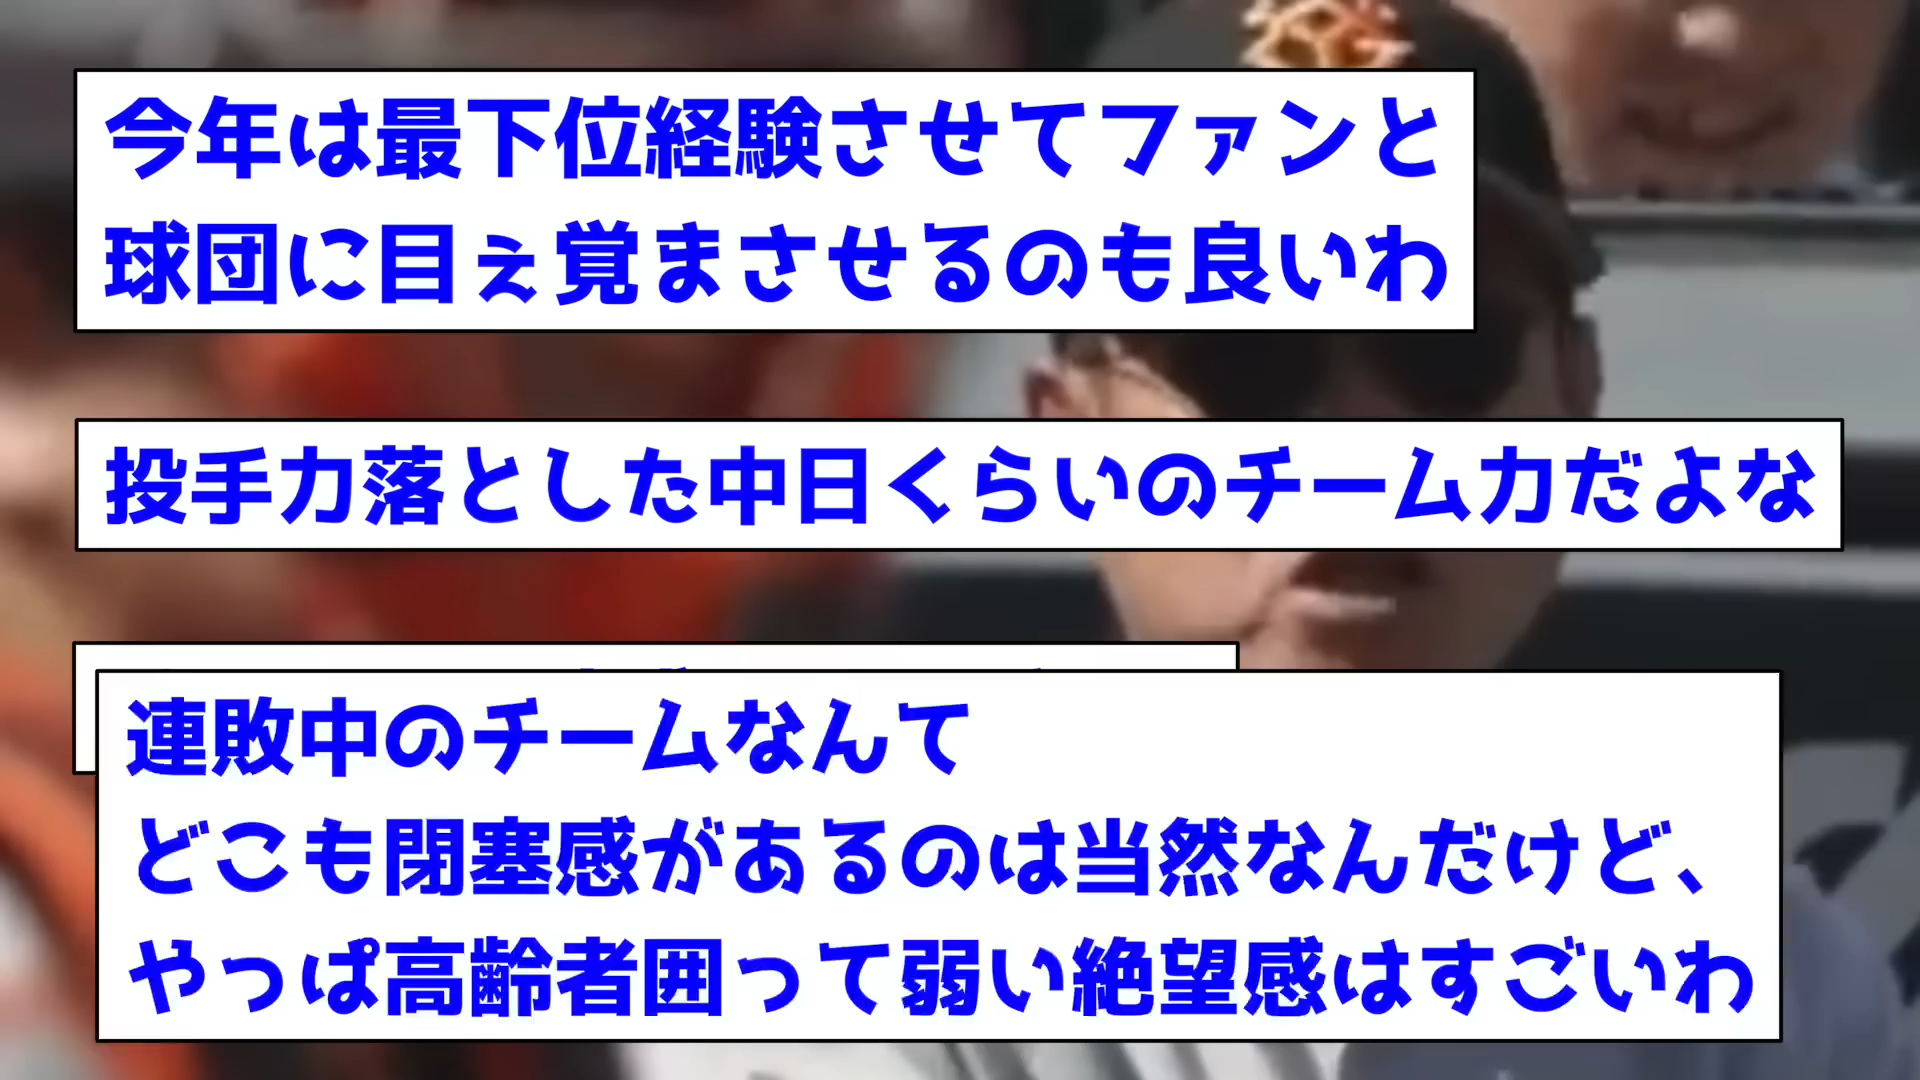 今年は最下位経験させてファンと
球団に目ぇ覚まさせるのも良いわ
投手力落とした中日くらいのチーム力だよな
連敗中のチームなんて
どこも閉塞感があるのは当然なんだけど、
やっぱ高齢者囲って弱い絶望感はすごいわ